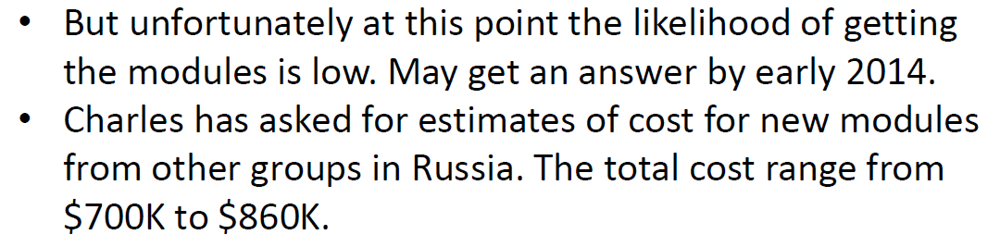 • But unfortunately at this point the likelihood of getting
the modules is low. May get an answer by early 2014.
• Charles has asked for estimates of cost for new modules
from other groups in Russia. The total cost range from
$700K to $860K.